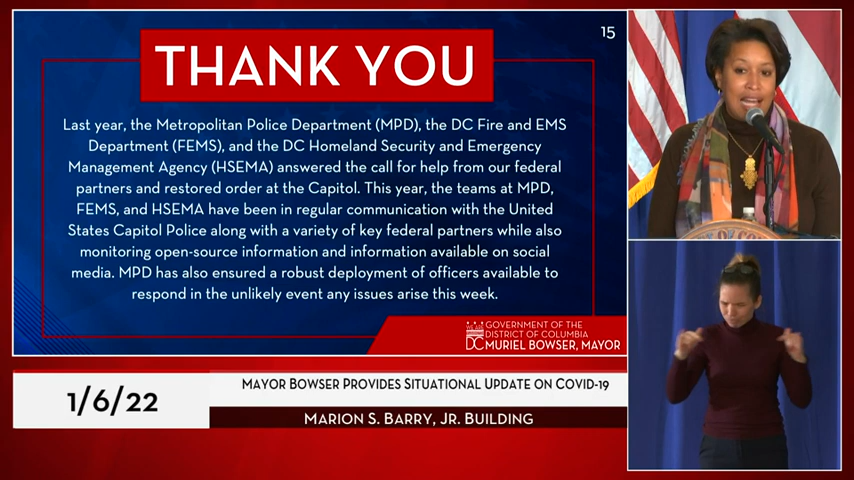 15
THANK YOU
Last year, the Metropolitan Police Department (MPD), the DC Fire and EMS
Department (FEMS), and the DC Homeland Security and Emergency
Management Agency (HSEMA) answered the call for help from our federal
partners and restored order at the Capitol. This year, the teams at MPD,
FEMS, and HSEMA have been in regular communication with the United
States Capitol Police along with a variety of key federal partners while also
monitoring open-source information and information available on social
media. MPD has also ensured a robust deployment of officers available to
respond in the unlikely event any issues arise this week.
WE ARE
DC
GOVERNMENT OF THE
DISTRICT OF COLUMBIA
MURIEL BOWSER, MAYOR
1/6/22
MAYOR BOWSER PROVIDES SITUATIONAL UPDATE ON COVID-19
MARION S. BARRY, JR. BUILDING